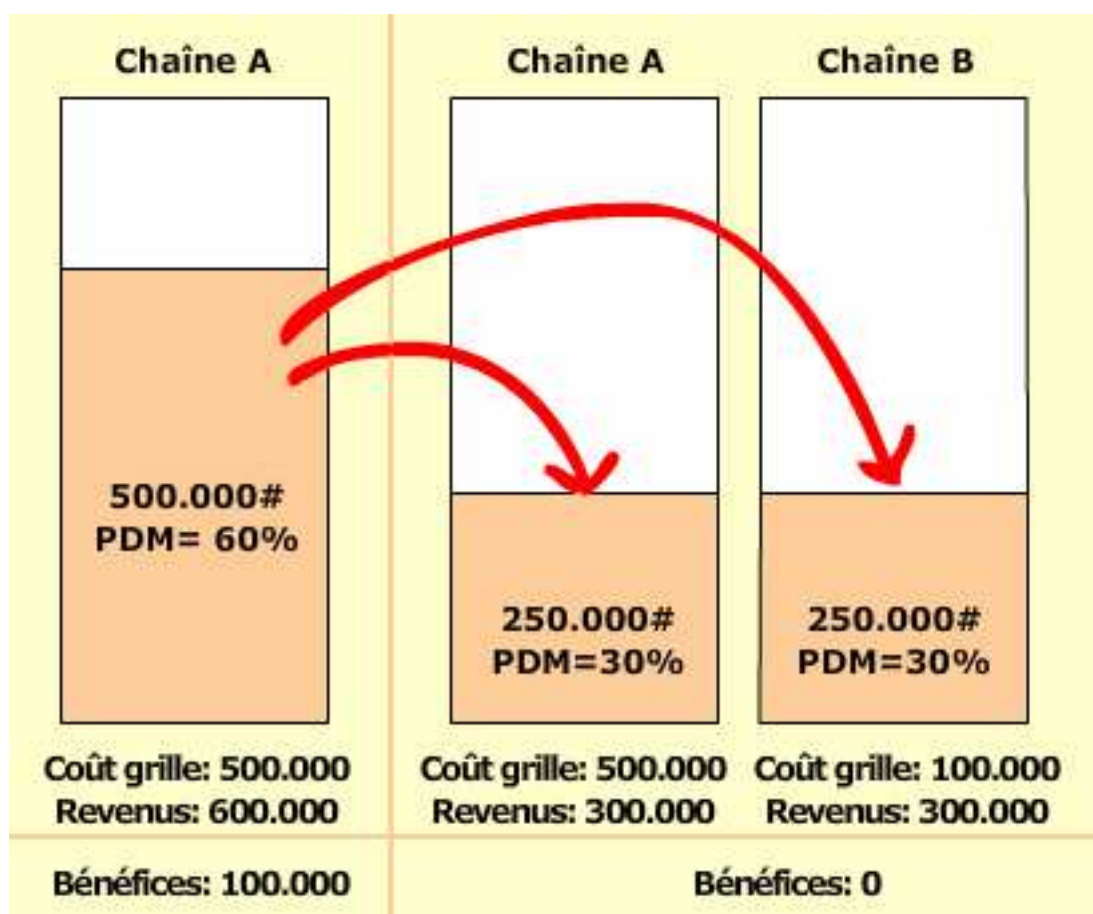 Chaîne A
500.000#
PDM= 60%
Coût grille: 500.000
Revenus: 600.000
Bénéfices: 100.000
Chaîne A
Chaîne B
250.000#
PDM=30%
250.000#
PDM=30%
Coût grille: 500.000
Revenus: 300.000
Coût grille: 100.000
Revenus: 300.000
Bénéfices: 0